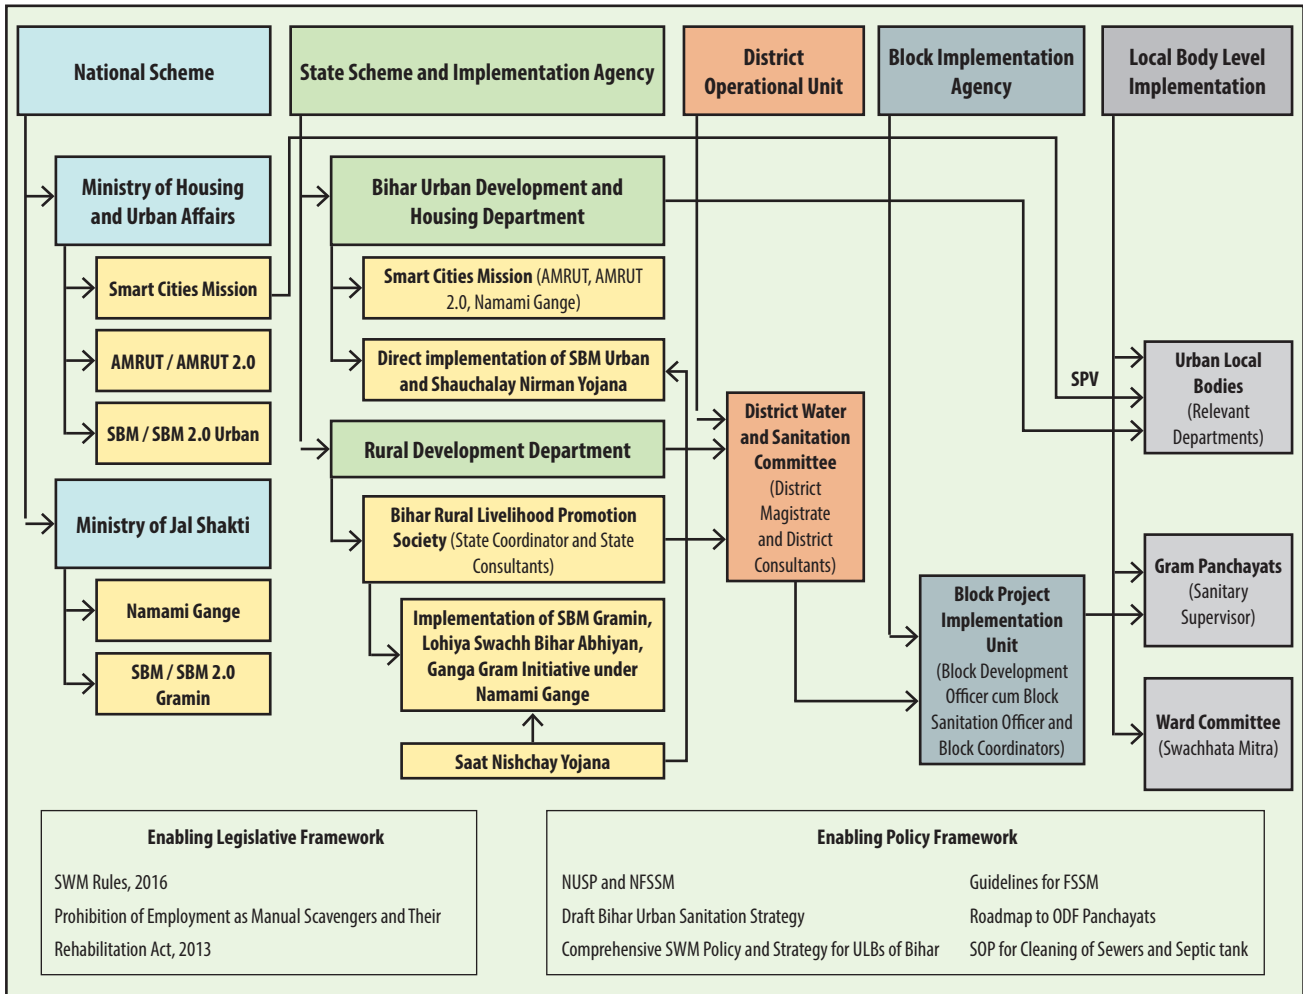 National Scheme
State Scheme and Implementation Agency
District
Operational Unit
Block Implementation
Agency
Local Body Level
Implementation
Ministry of Housing
and Urban Affairs
Smart Cities Mission
AMRUT / AMRUT 2.0
SBM / SBM 2.0 Urban
Ministry of Jal Shakti
Namami Gange
SBM / SBM 2.0
Gramin
Bihar Urban Development and
Housing Department
Smart Cities Mission (AMRUT, AMRUT
2.0, Namami Gange)
Direct implementation of SBM Urban
and Shauchalay Nirman Yojana
Rural Development Department
Bihar Rural Livelihood Promotion
Society (State Coordinator and State
Consultants)
Implementation of SBM Gramin,
Lohiya Swachh Bihar Abhiyan,
Ganga Gram Initiative under
Namami Gange
Saat Nishchay Yojana
District Water
and Sanitation
Committee
(District
Magistrate
and District
Consultants)
Block Project
Implementation
Unit
(Block Development
Officer cum Block
Sanitation Officer and
Block Coordinators)
SPV
Urban Local
Bodies
(Relevant
Departments)
Gram Panchayats
(Sanitary
Supervisor)
Ward Committee
(Swachhata Mitra)
Enabling Legislative Framework
SWM Rules, 2016
Prohibition of Employment as Manual Scavengers and Their
Rehabilitation Act, 2013
Enabling Policy Framework
NUSP and NFSSM
Draft Bihar Urban Sanitation Strategy
Comprehensive SWM Policy and Strategy for ULBs of Bihar
Guidelines for FSSM
Roadmap to ODF Panchayats
SOP for Cleaning of Sewers and Septic tank